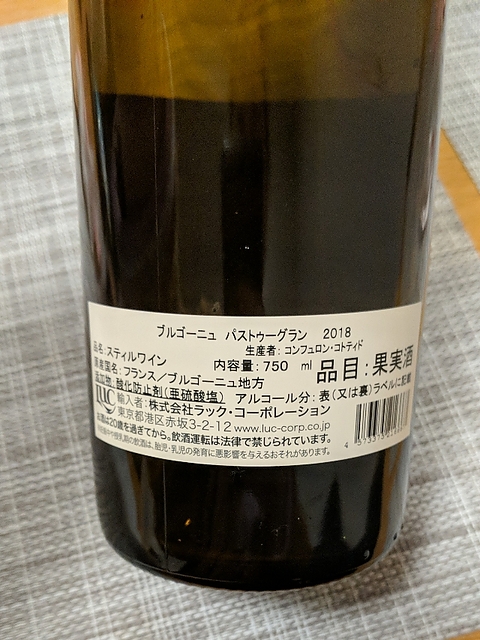 ブルゴーニュ パストゥーグラン 2018
生産者: コンフュロン・コトティド
品名:スティルワイン
内容量:750 ml 品目:果実酒
原産国名:フランス/ブルゴーニュ地方
添加物:酸化防止剤(亜硫酸塩) アルコール分:表(又は裏)ラベルに記載
LUC 輸入者:株式会社ラック・コーポレーション
東京都港区赤坂3-2-12 www.luc-corp.co.jp
飲酒は20歳を過ぎてから。飲酒運転は法律で禁じられています。
妊娠中や授乳期の飲酒は、胎児・乳児の発育に悪影響を与えるおそれがあります。